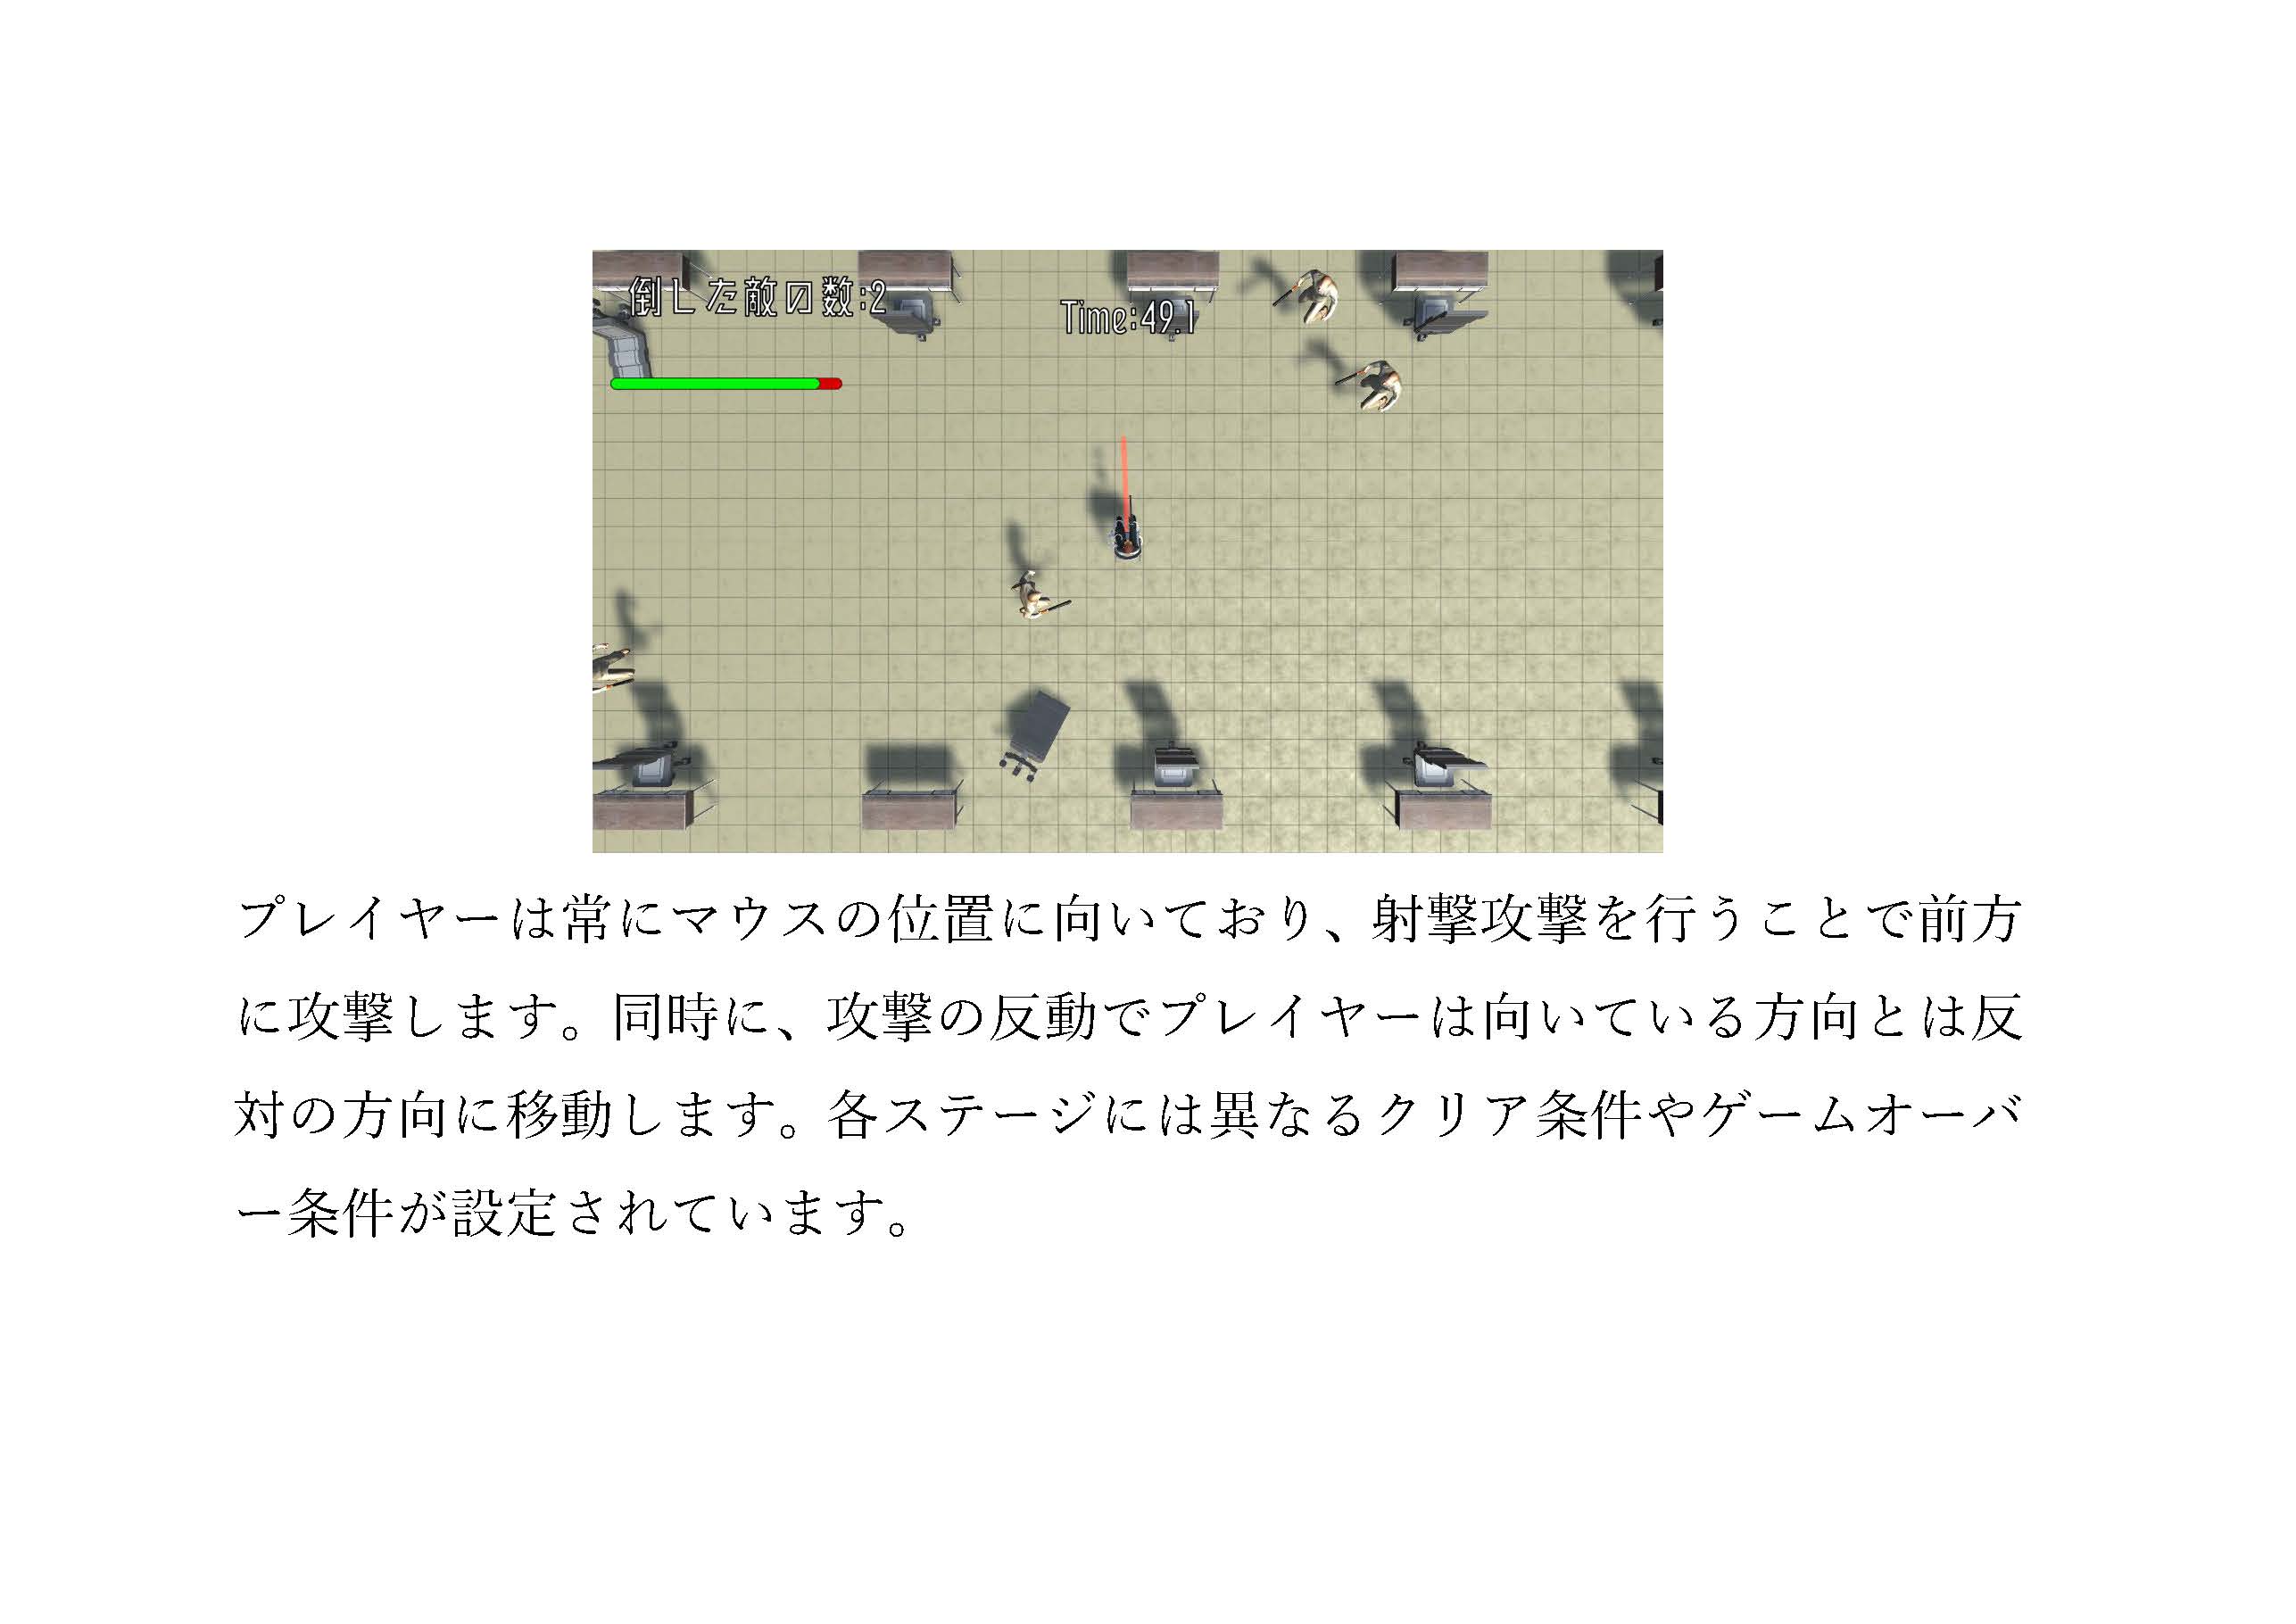 倒した敵の数:2
Time:49.1
プレイヤーは常にマウスの位置に向いており、射撃攻撃を行うことで前方
に攻撃します。同時に、攻撃の反動でプレイヤーは向いている方向とは反
対の方向に移動します。各ステージには異なるクリア条件やゲームオーバ
ー条件が設定されています。